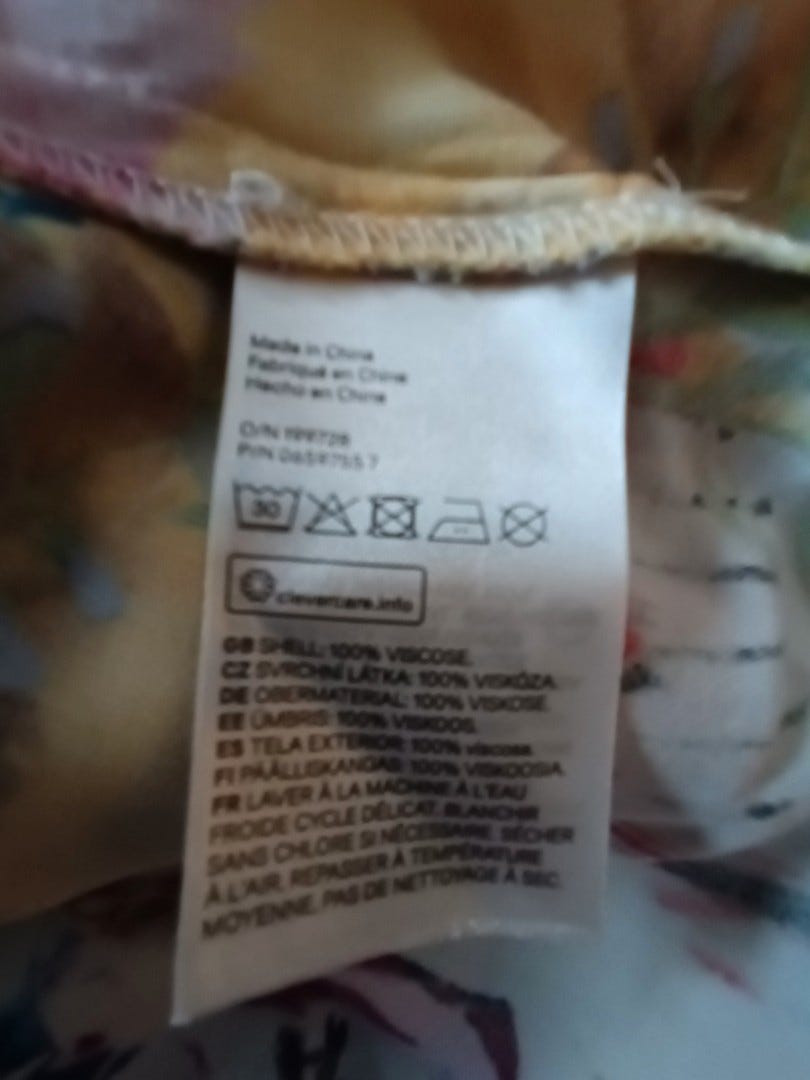 Made in China
Fabriqué en Chine
Hecho en China
O/N 199728
P/N 06597557
30
clevercare.info
GB SHELL: 100% VISCOSE.
CZ SVRCHNÍ LÁTKA: 100% VISKÓZA.
DE OBERMATERIAL: 100% VISKOSE.
EE ÜMBRIS: 100% VISKOOS.
ES TELA EXTERIOR: 100% viscosa.
FI PÄÄLLISKANGAS: 100% VISKOOSIA.
FR LAVER À LA MACHINE À L'EAU
FROIDE CYCLE DÉLICAT. BLANCHIR
SANS CHLORE SI NÉCESSAIRE. SÉCHER
À L'AIR. REPASSER À TEMPÉRATURE
MOYENNE. PAS DE NETTOYAGE À SEC.